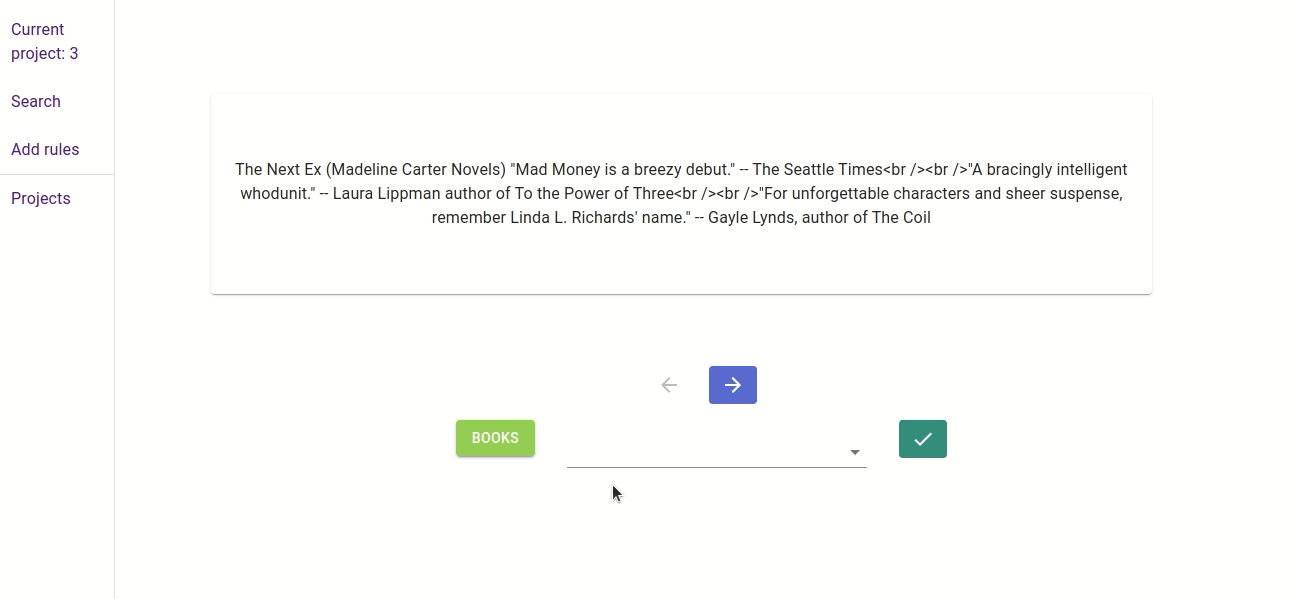 Current
project: 3
Search
Add rules
Projects
The Next Ex (Madeline Carter Novels) "Mad Money is a breezy debut." -- The Seattle Times<br /><br />"A bracingly intelligent
whodunit." -- Laura Lippman author of To the Power of Three<br /><br />"For unforgettable characters and sheer suspense,
remember Linda L. Richards' name." -- Gayle Lynds, author of The Coil
BOOKS